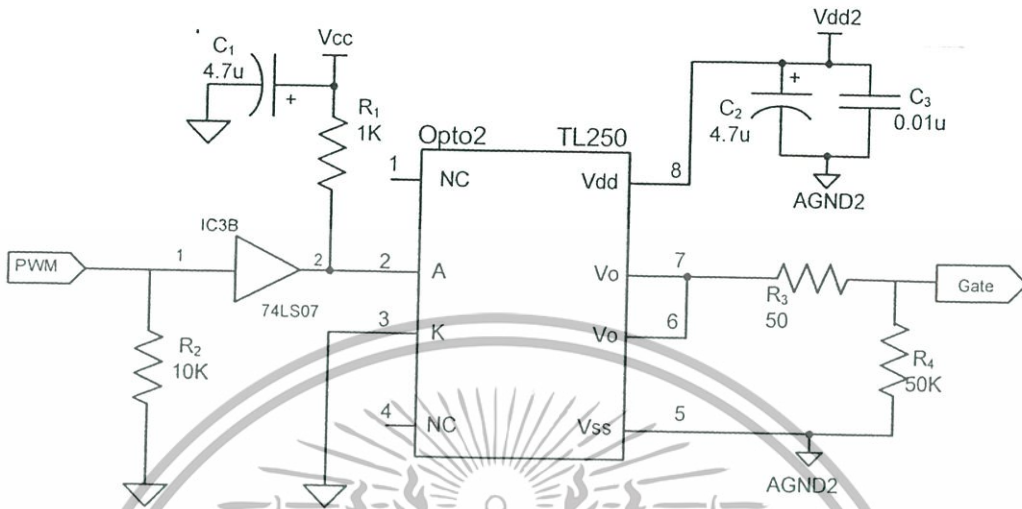 Vdd2
C1
4.7u
+
Vcc
R1
1K
+
C2
4.7u
C3
0.01u
AGND2
Opto2
TL250
1
NC
Vdd
8
IC3B
PWM
1
2
74LS07
2
A
Vo
7
R3
50
Gate
3
K
Vo
6
R2
10K
R4
50K
4
NC
Vss
5
AGND2